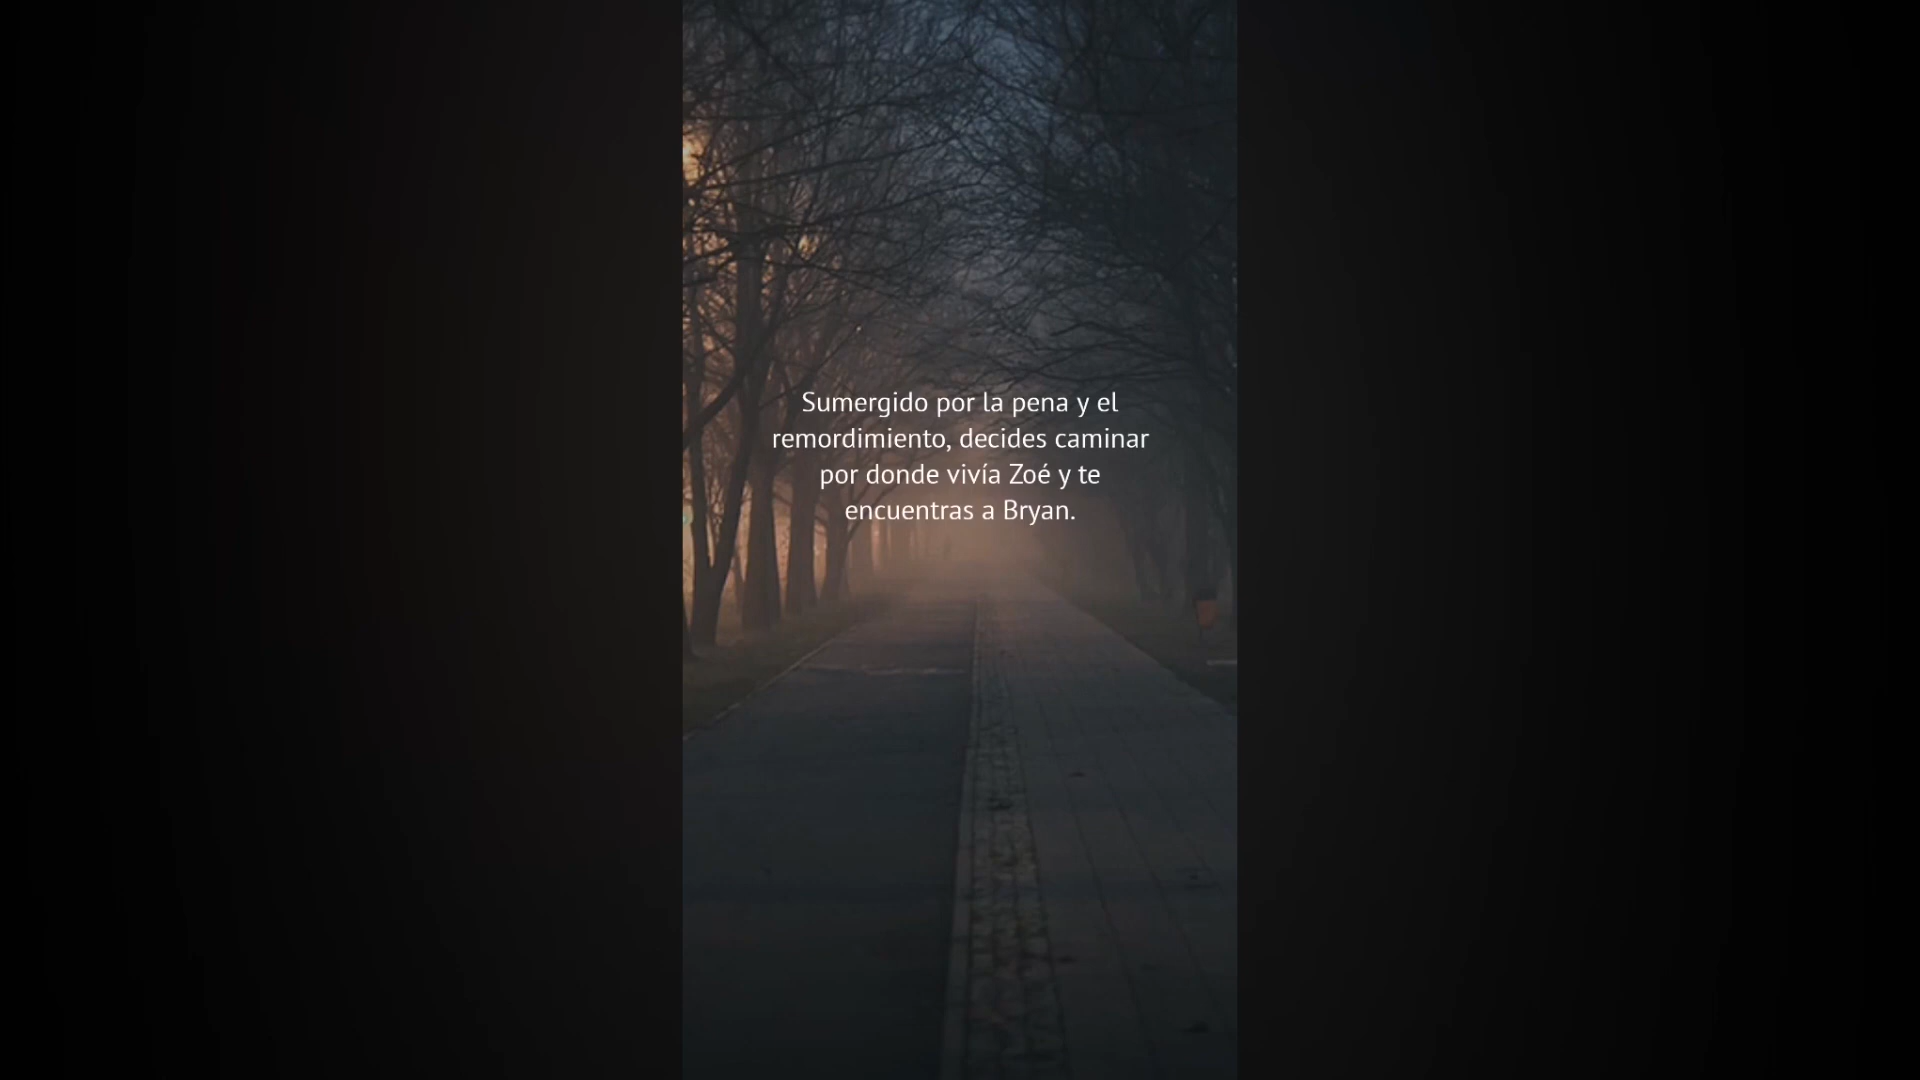 Sumergido por la pena y el
remordimiento, decides caminar
por donde vivía Zoé y te
encuentras a Bryan.